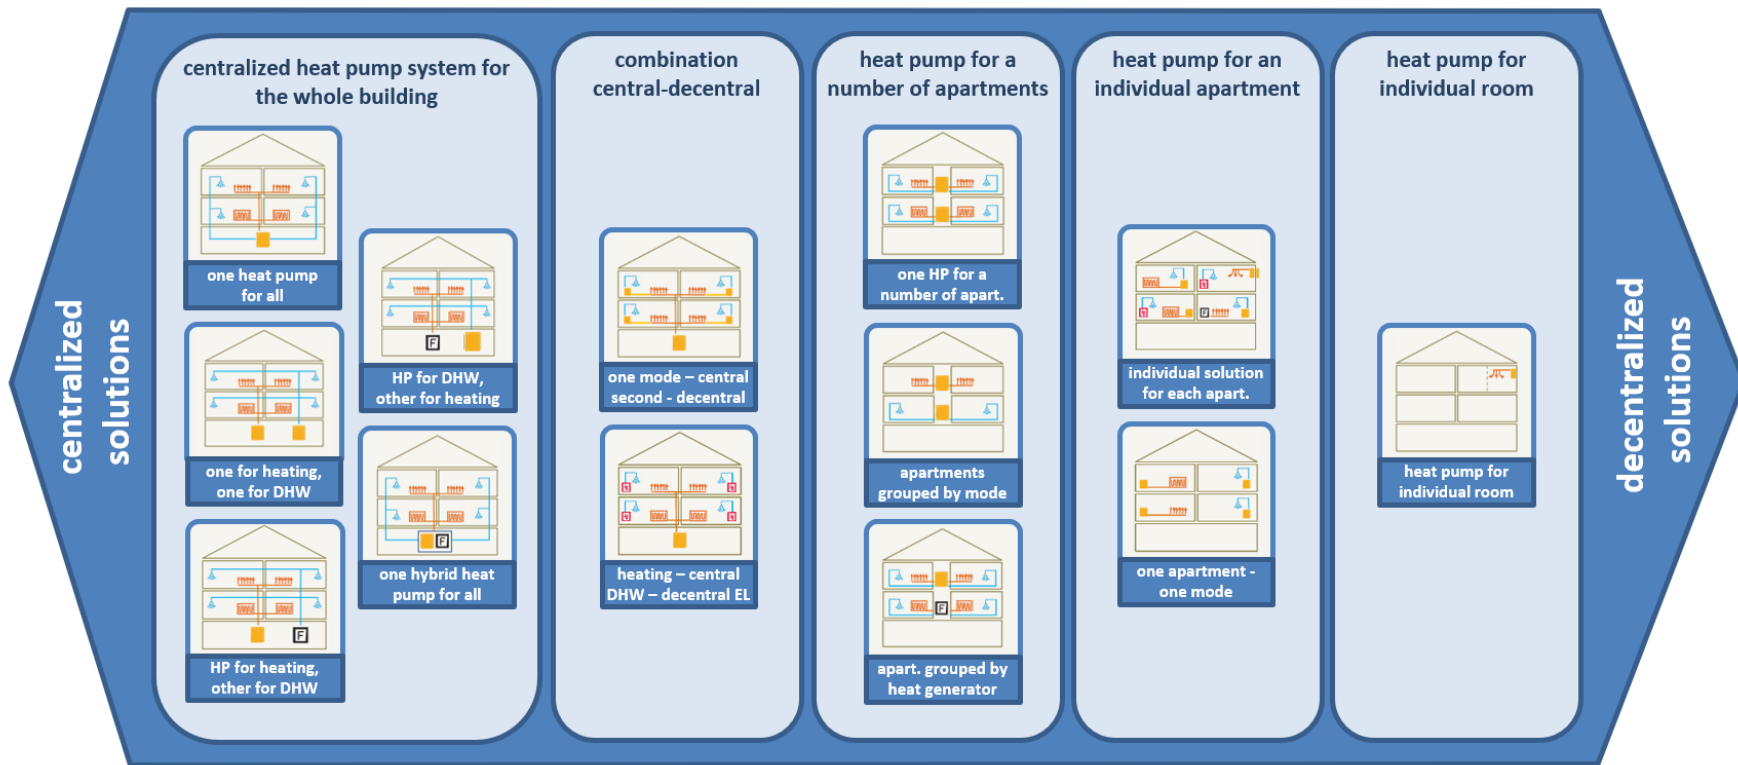 centralized
solutions
centralized heat pump system for
the whole building
one heat pump
for all
one for heating,
one for DHW
F
HP for heating,
other for DHW
F
HP for DHW,
other for heating
F
one hybrid heat
pump for all
combination
central-decentral
one mode – central
second - decentral
heating – central
DHW – decentral EL
heat pump for a
number of apartments
one HP for a
number of apart.
apartments
grouped by mode
F
apart. grouped by
heat generator
heat pump for an
individual apartment
F
individual solution
for each apart.
one apartment -
one mode
heat pump for
individual room
heat pump for
individual room
decentralized
solutions